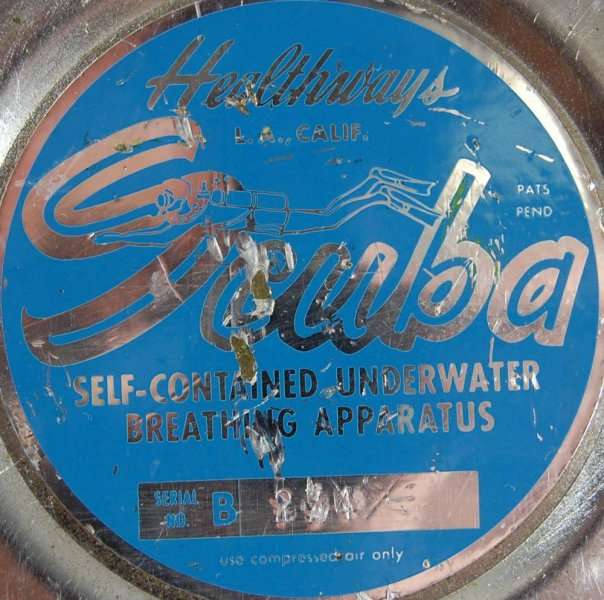 Healthways
L.A., CALIF.
Scuba
PATS
PEND
SELF-CONTAINED UNDERWATER
BREATHING APPARATUS
SERIAL
NO. B
use compressed air only